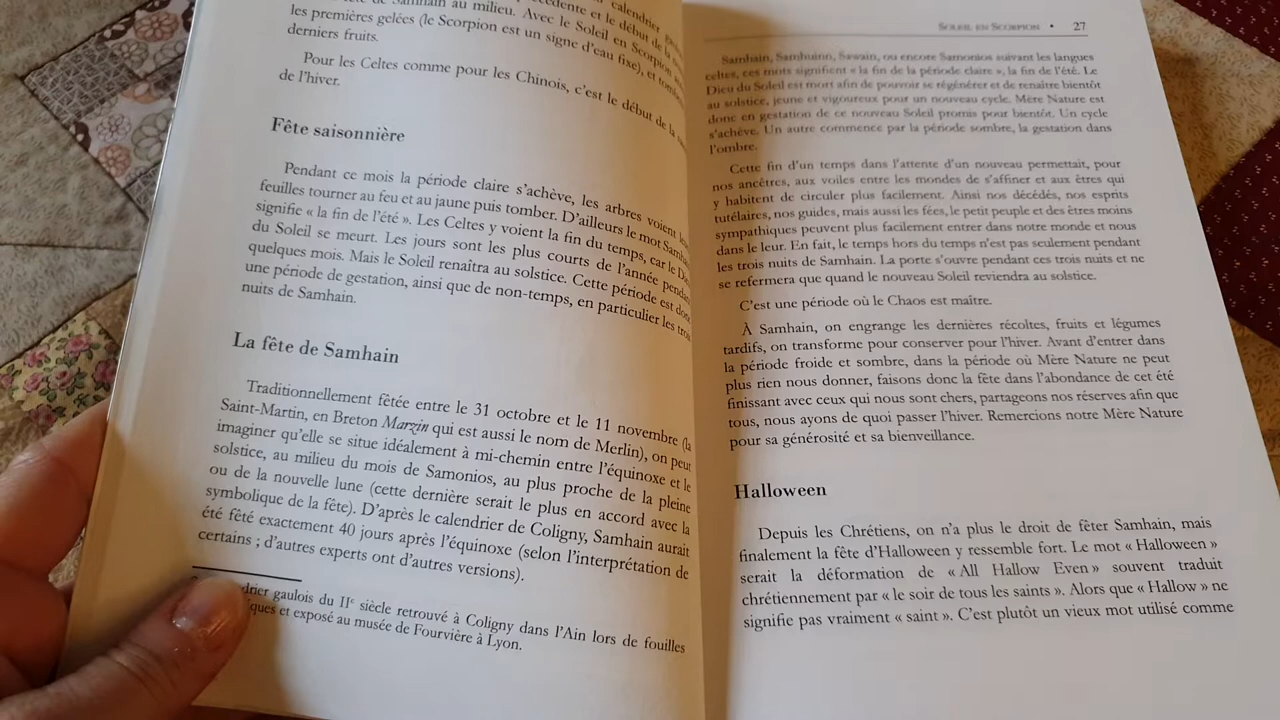 calendrier
de Samhain au milieu. Avec le Soleil en Scorpion
les premières gelées (le Scorpion est un signe d'eau fixe), et
derniers fruits.
Pour les Celtes comme pour les Chinois, c'est le début de la
de l'hiver.
Fête saisonnière
Pendant ce mois la période claire s'achève, les arbres voient
feuilles tourner au feu et au jaune puis tomber. D'ailleurs le mot
signifie « la fin de l'été ». Les Celtes y voient la fin du temps, car le
du Soleil se meurt. Les jours sont les plus courts de l'année
quelques mois. Mais le Soleil renaîtra au solstice. Cette période est
une période de gestation, ainsi que de non-temps, en particulier les
nuits de Samhain.
La fête de Samhain
Traditionnellement fêtée entre le 31 octobre et le 11 novembre (la
Saint-Martin, en Breton Marzin qui est aussi le nom de Merlin), on peut
imaginer qu'elle se situe idéalement à mi-chemin entre l'équinoxe et le
solstice, au milieu du mois de Samonios, au plus proche de la pleine
ou de la nouvelle lune (cette dernière serait le plus en accord avec la
symbolique de la fête). D'après le calendrier de Coligny, Samhain aurait
été fêté exactement 40 jours après l'équinoxe (selon l'interprétation de
certains ; d'autres experts ont d'autres versions).
gaulois du IIe siècle retrouvé à Coligny dans l'Ain lors de fouilles
et exposé au musée de Fourvière à Lyon.
Soleil en Scorpion • 27
Samhain, Samhuinn, Sawain, ou encore Samonios suivant les langues
celtes, ces mots signifient « la fin de la période claire », la fin de l'été. Le
Dieu du Soleil est mort afin de pouvoir se régénérer et de renaître bientôt
au solstice, jeune et vigoureux pour un nouveau cycle. Mère Nature est
donc en gestation de ce nouveau Soleil promis pour bientôt. Un cycle
s'achève. Un autre commence par la période sombre, la gestation dans
l'ombre.
Cette fin d'un temps dans l'attente d'un nouveau permettait, pour
nos ancêtres, aux voiles entre les mondes de s'affiner et aux êtres qui
y habitent de circuler plus facilement. Ainsi nos décédés, nos esprits
tutélaires, nos guides, mais aussi les fées, le petit peuple et des êtres moins
sympathiques peuvent plus facilement entrer dans notre monde et nous
dans le leur. En fait, le temps hors du temps n'est pas seulement pendant
les trois nuits de Samhain. La porte s'ouvre pendant ces trois nuits et ne
se refermera que quand le nouveau Soleil reviendra au solstice.
C'est une période où le Chaos est maître.
À Samhain, on engrange les dernières récoltes, fruits et légumes
tardifs, on transforme pour conserver pour l'hiver. Avant d'entrer dans
la période froide et sombre, dans la période où Mère Nature ne peut
plus rien nous donner, faisons donc la fête dans l'abondance de cet été
finissant avec ceux qui nous sont chers, partageons nos réserves afin que
tous, nous ayons de quoi passer l'hiver. Remercions notre Mère Nature
pour sa générosité et sa bienveillance.
Halloween
Depuis les Chrétiens, on n'a plus le droit de fêter Samhain, mais
finalement la fête d'Halloween y ressemble fort. Le mot « Halloween »
serait la déformation de « All Hallow Even » souvent traduit
chrétiennement par « le soir de tous les saints ». Alors que « Hallow » ne
signifie pas vraiment « saint ». C'est plutôt un vieux mot utilisé comme